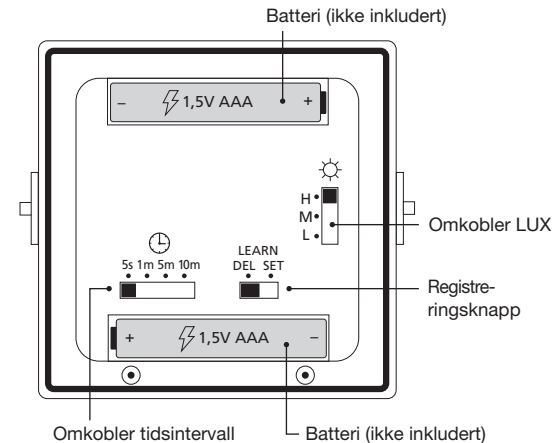 Batteri (ikke inkludert)
– 1,5V AAA +
H
M
L
Omkobler LUX
LEARN
5s 1m 5m 10m
DEL SET
Registre-
ringsknapp
+ 1,5V AAA –
Omkobler tidsintervall
Batteri (ikke inkludert)